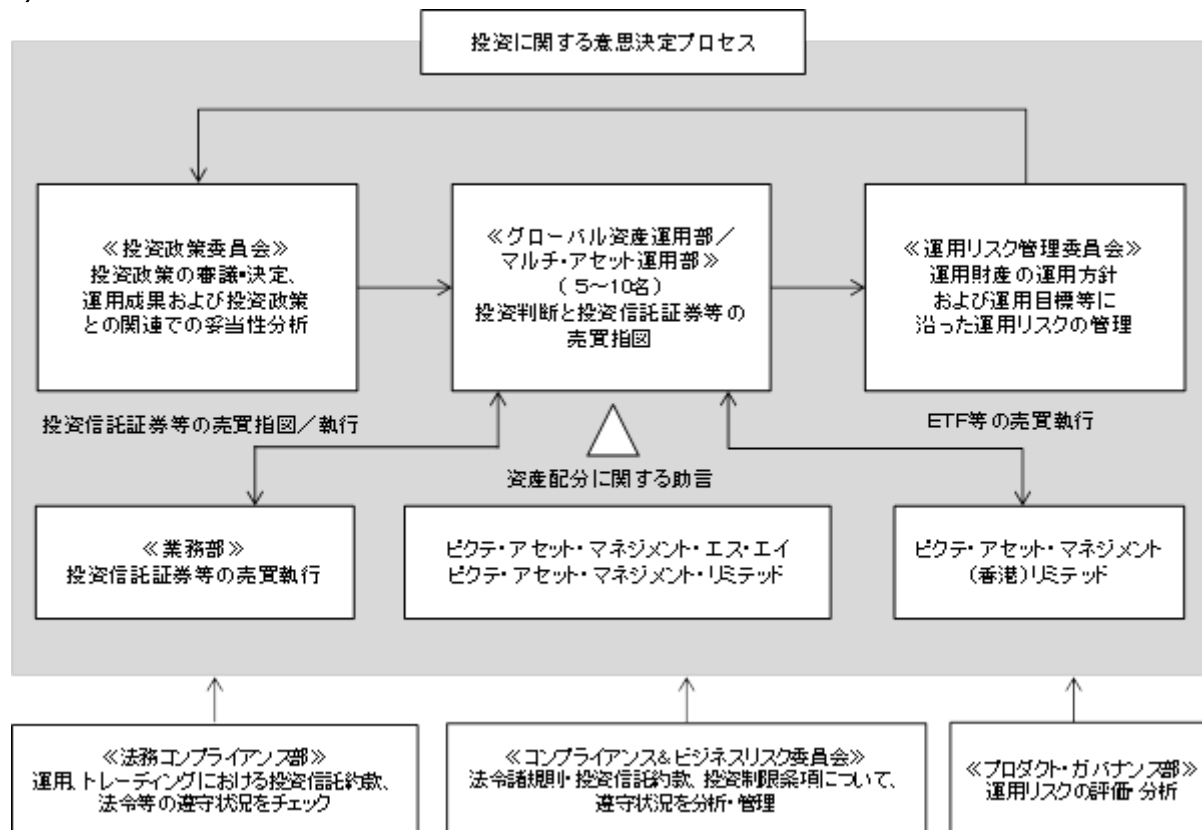 投資に関する意思決定プロセス
≪投資政策委員会≫
投資政策の審議・決定、
運用成果および投資政策
との関連での妥当性分析
≪グローバル資産運用部／
マルチ・アセット運用部≫
（5～10名）
投資判断と投資信託証券等の
売買指図
≪運用リスク管理委員会≫
運用財産の運用方針
および運用目標等に
沿った運用リスクの管理
投資信託証券等の売買指図／執行
ETF等の売買執行
資産配分に関する助言
≪業務部≫
投資信託証券等の売買執行
ピクテ・アセット・マネジメント・エス・エイ
ピクテ・アセット・マネジメント・リミテッド
ピクテ・アセット・マネジメント
（香港）リミテッド
≪法務コンプライアンス部≫
運用、トレーディングにおける投資信託約款、
法令等の遵守状況をチェック
≪コンプライアンス&ビジネスリスク委員会≫
法令諸規則・投資信託約款、投資制限条項について、
遵守状況を分析・管理
≪プロダクト・ガバナンス部≫
運用リスクの評価・分析